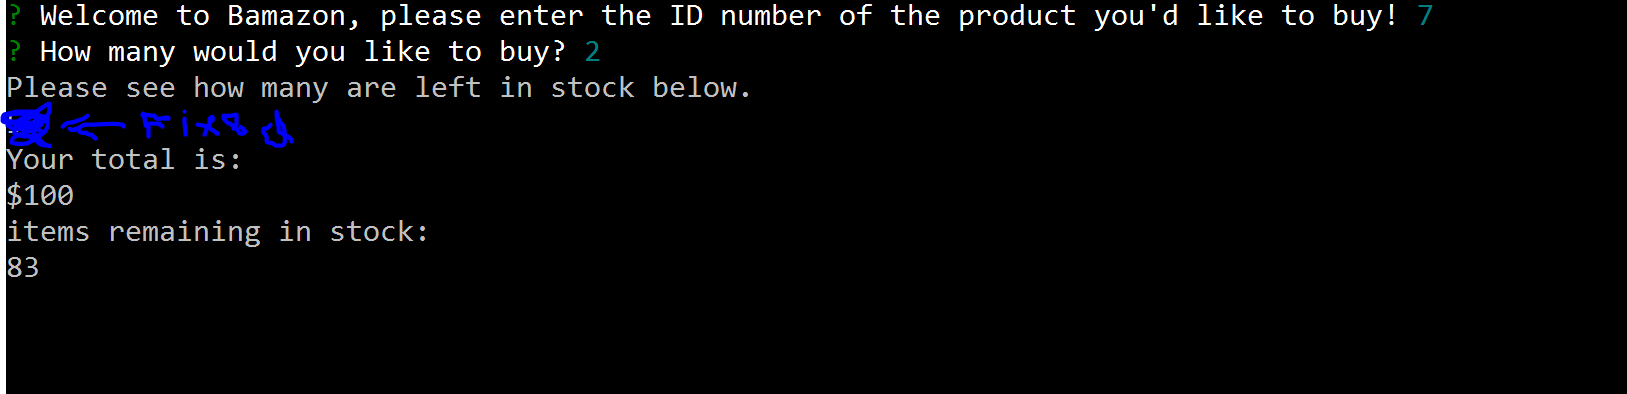 ? Welcome to Bamazon, please enter the ID number of the product you'd like to buy! 7
? How many would you like to buy? 2
Please see how many are left in stock below.
← Fixed
Your total is:
$100
items remaining in stock:
83